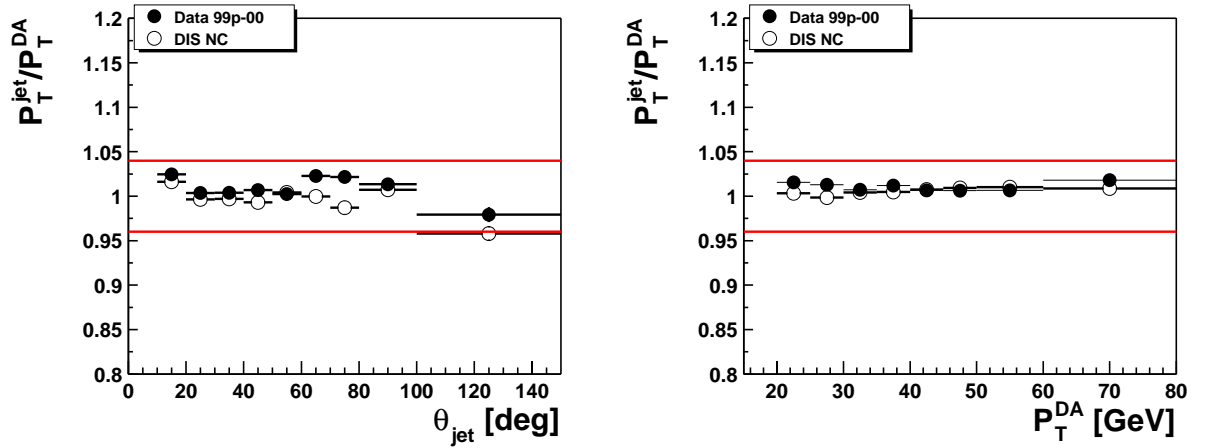 P_T^jet/P_T^DA
Data 99p-00
DIS NC
1.2
1.15
1.1
1.05
1
0.95
0.9
0.85
0.8
0 20 40 60 80 100 120 140
θ_jet [deg]
P_T^jet/P_T^DA
Data 99p-00
DIS NC
1.2
1.15
1.1
1.05
1
0.95
0.9
0.85
0.8
20 30 40 50 60 70 80
P_T^DA [GeV]